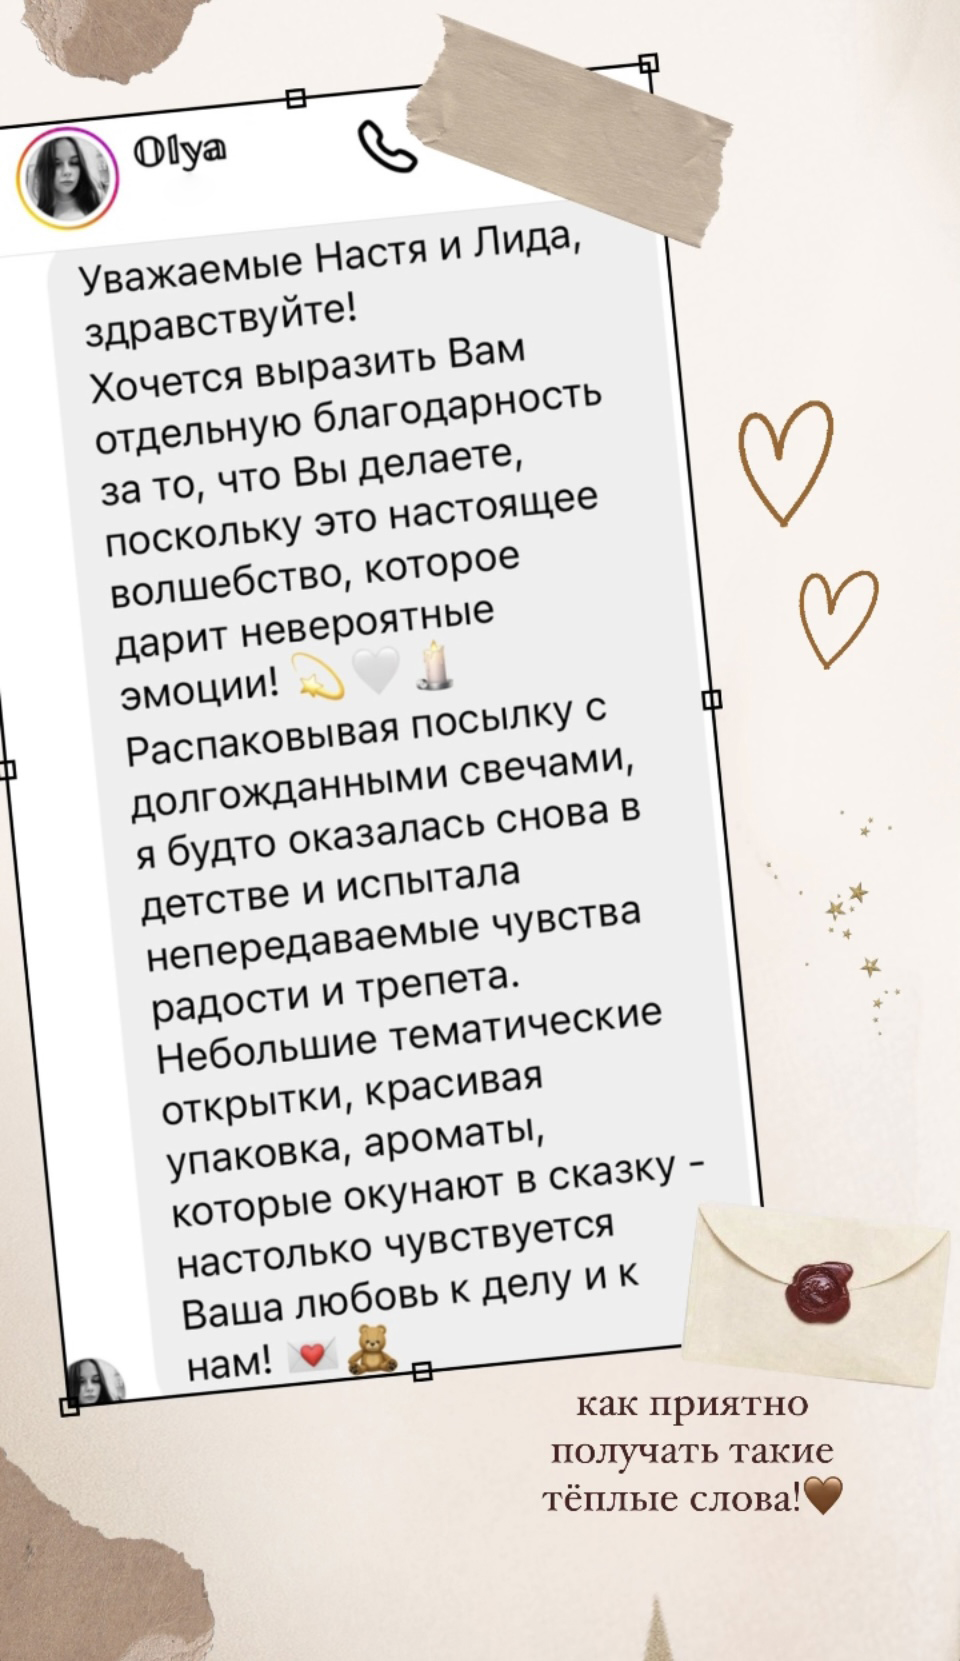 Olya
Уважаемые Настя и Лида,
здравствуйте!
Хочется выразить Вам
отдельную благодарность
за то, что Вы делаете,
поскольку это настоящее
волшебство, которое
дарит невероятные
эмоции! 💫🤍🕯️
Распаковывая посылку с
долгожданными свечами,
я будто оказалась снова в
детстве и испытала
непередаваемые чувства
радости и трепета.
Небольшие тематические
открытки, красивая
упаковка, ароматы,
которые окунают в сказку -
настолько чувствуется
Ваша любовь к делу и к
нам! 💌🧸
как приятно
получать такие
тёплые слова!🤎